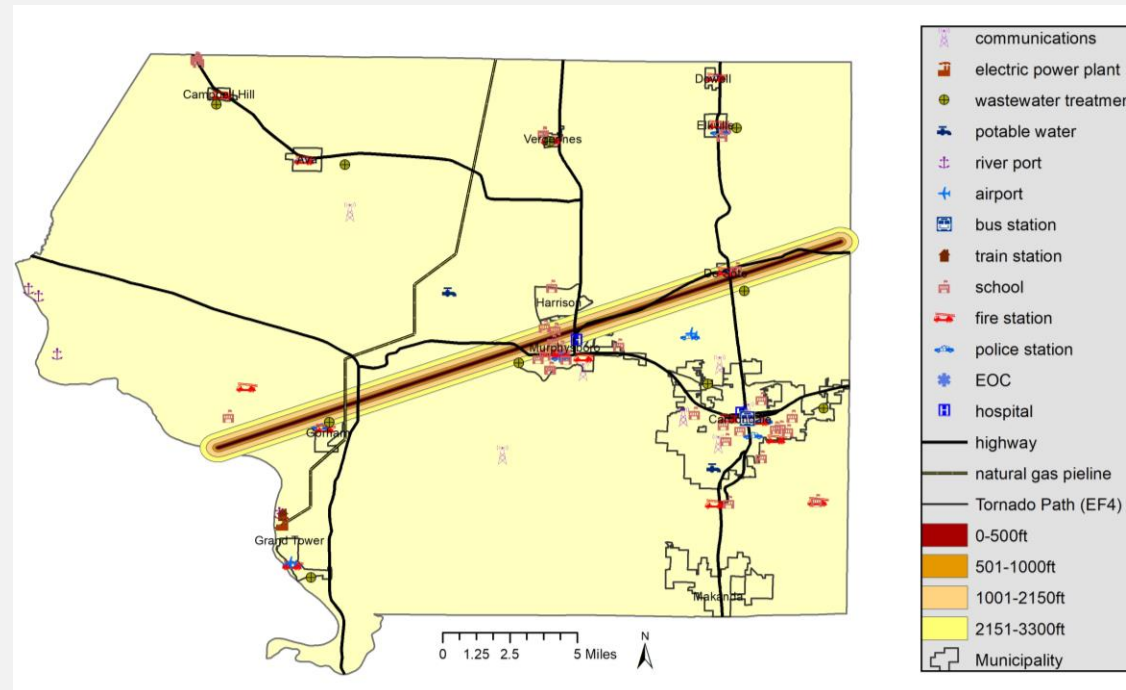 Campbell Hill
Ava
Vergennes
Dowell
Elkville
De Soto
Harrison
Murphysboro
Carbondale
Gorham
Grand Tower
Makanda
0 1.25 2.5 5 Miles
N
communications
electric power plant
wastewater treatmen
potable water
river port
airport
bus station
train station
school
fire station
police station
EOC
H hospital
highway
natural gas pieline
Tornado Path (EF4)
0-500ft
501-1000ft
1001-2150ft
2151-3300ft
Municipality